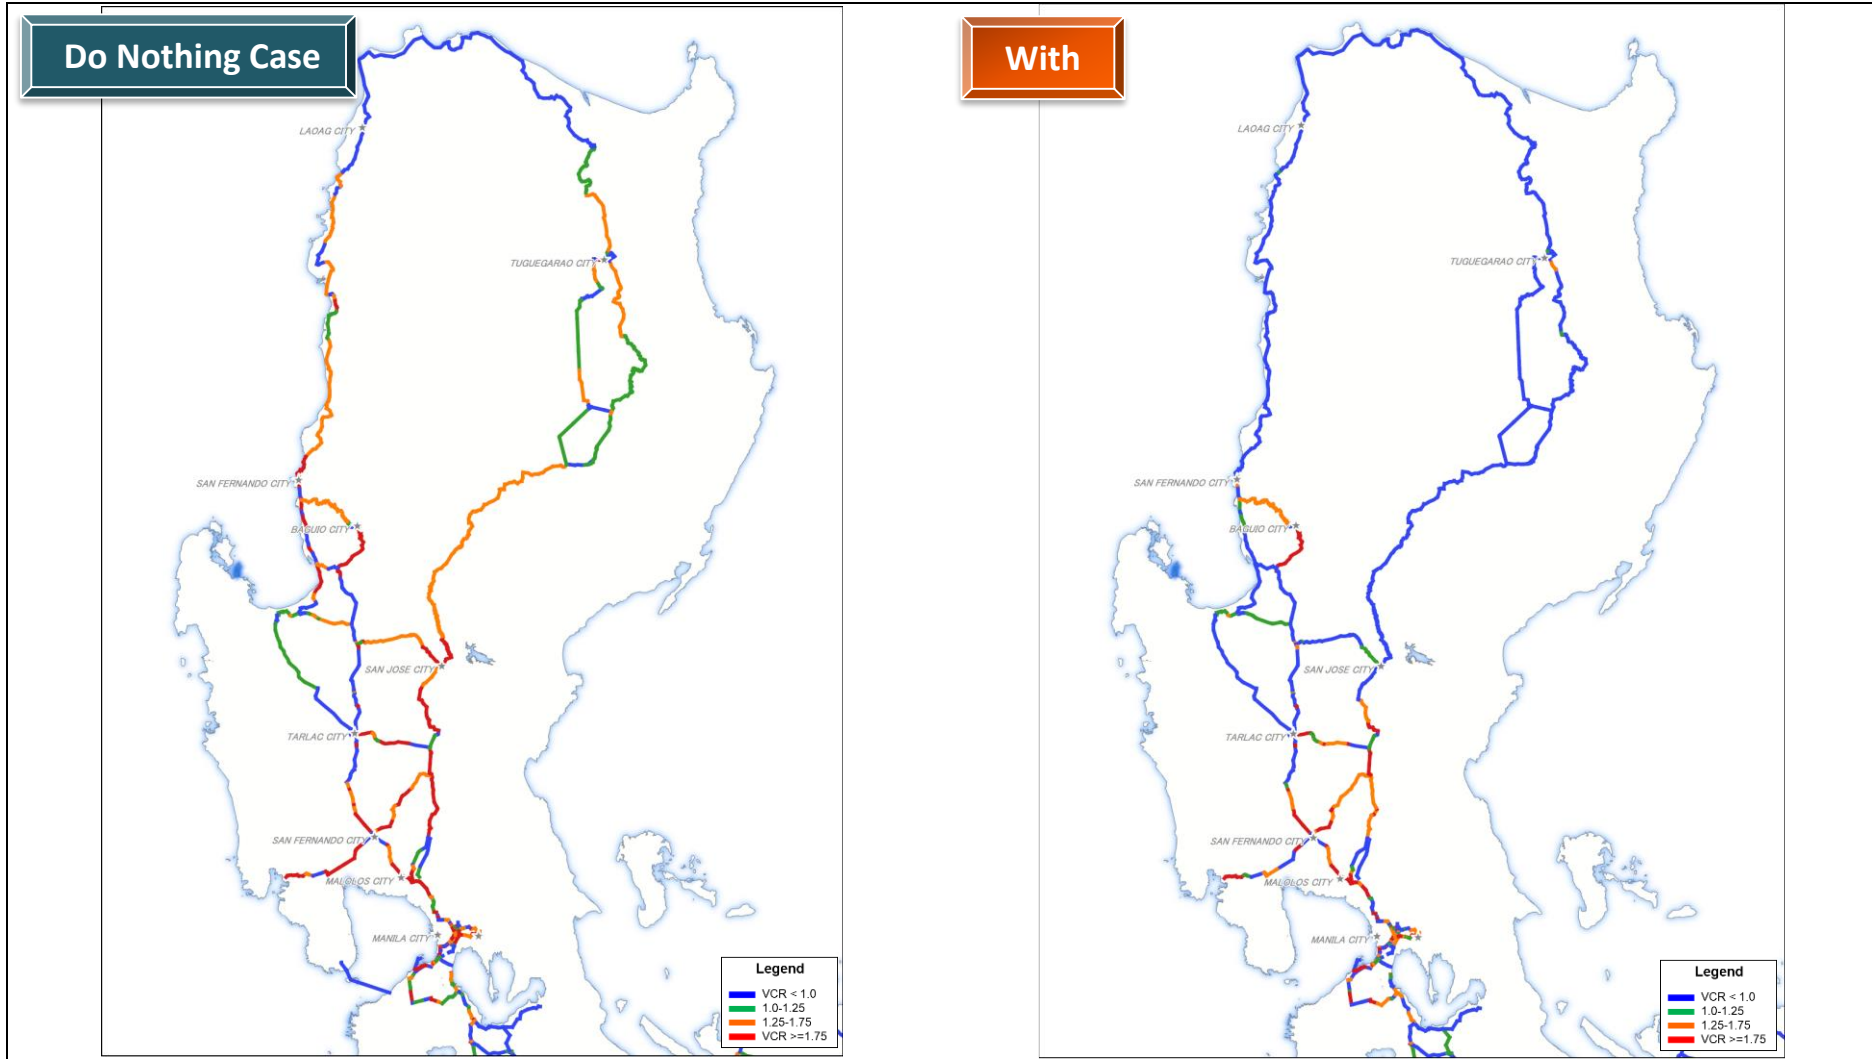 Do Nothing Case
LAOAG CITY
TUGUEGARAO CITY
SAN FERNANDO CITY
BAGUIO CITY
SAN JOSE CITY
TARLAC CITY
SAN FERNANDO CITY
MALOLOS CITY
MANILA CITY
Legend
VCR < 1.0
1.0-1.25
1.25-1.75
VCR >=1.75
With
LAOAG CITY
TUGUEGARAO CITY
SAN FERNANDO CITY
BAGUIO CITY
SAN JOSE CITY
TARLAC CITY
SAN FERNANDO CITY
MALOLOS CITY
MANILA CITY
Legend
VCR < 1.0
1.0-1.25
1.25-1.75
VCR >=1.75